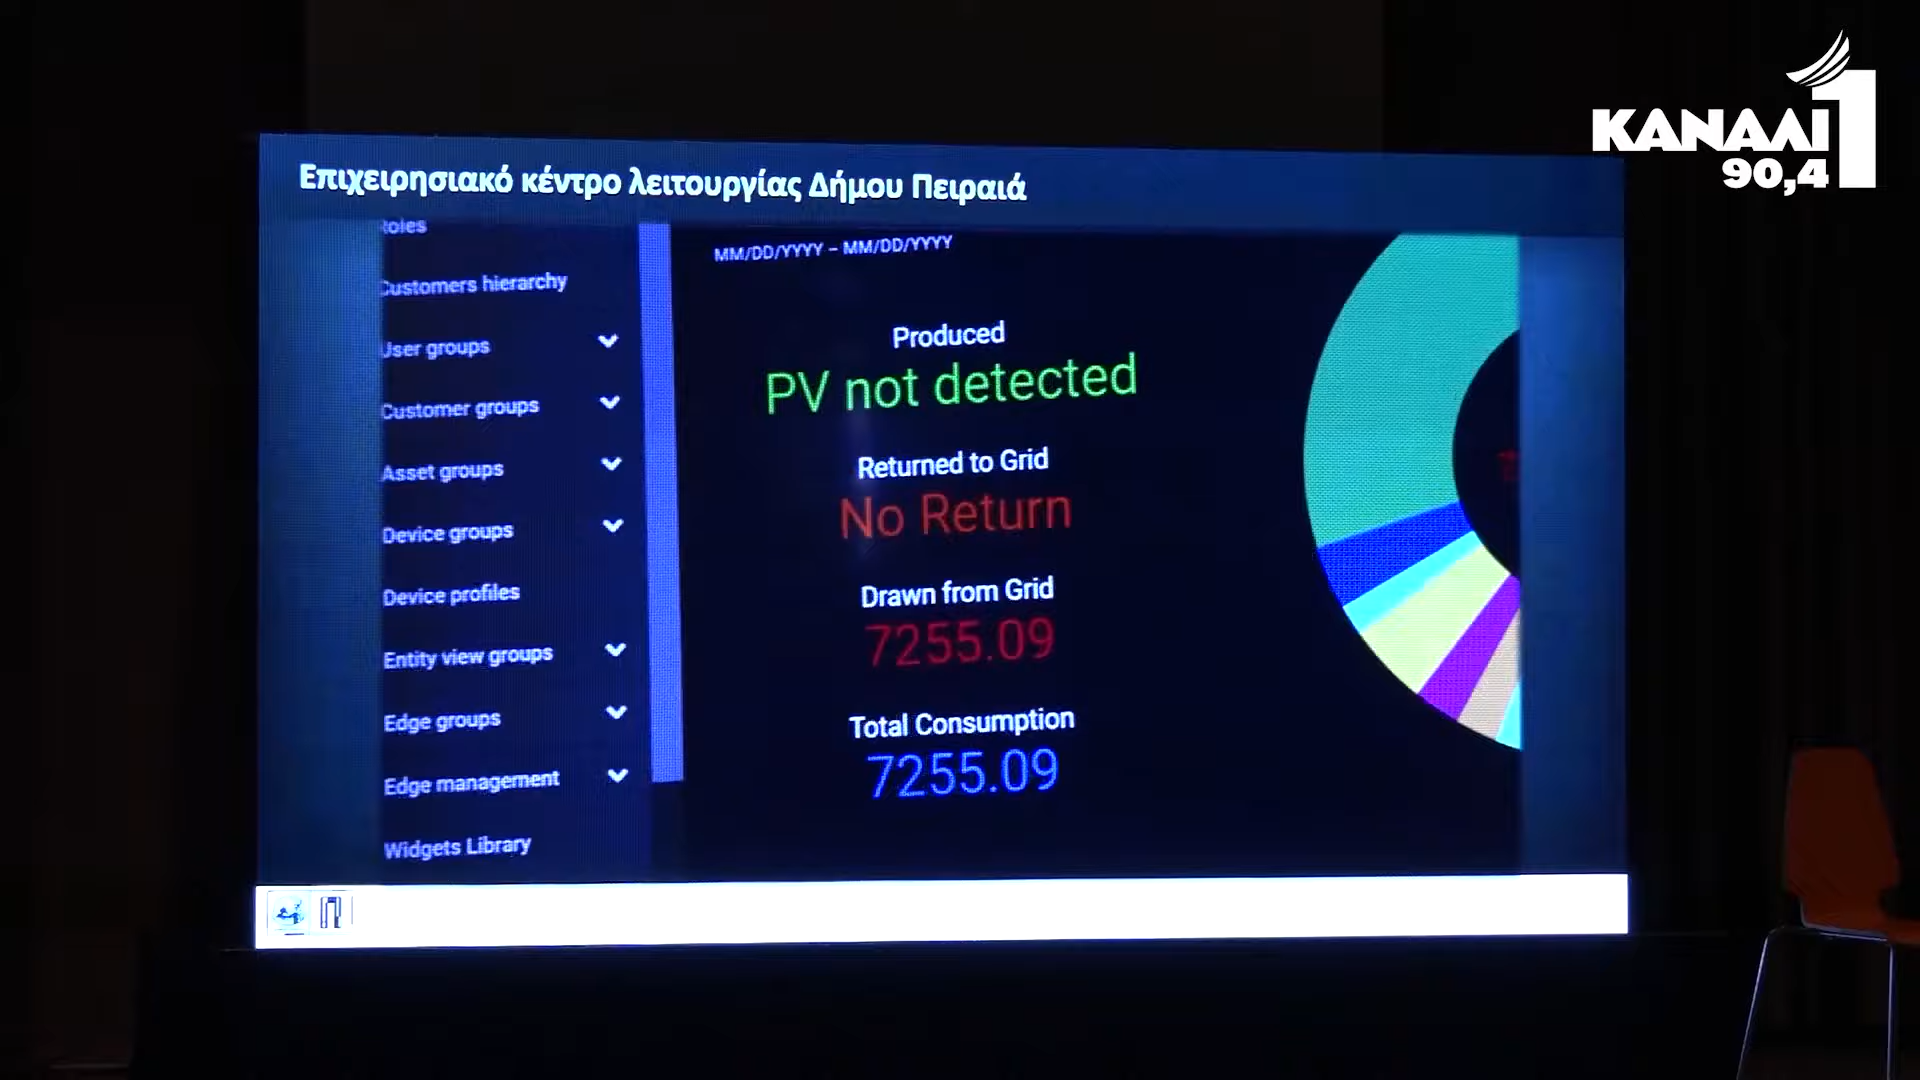 ΚΑΝΑΛΙ 1
90,4
Επιχειρησιακό κέντρο λειτουργίας Δήμου Πειραιά
Roles
Customers hierarchy
User groups
Customer groups
Asset groups
Device groups
Device profiles
Entity view groups
Edge groups
Edge management
Widgets Library
MM/DD/YYYY – MM/DD/YYYY
Produced
PV not detected
Returned to Grid
No Return
Drawn from Grid
7255.09
Total Consumption
7255.09